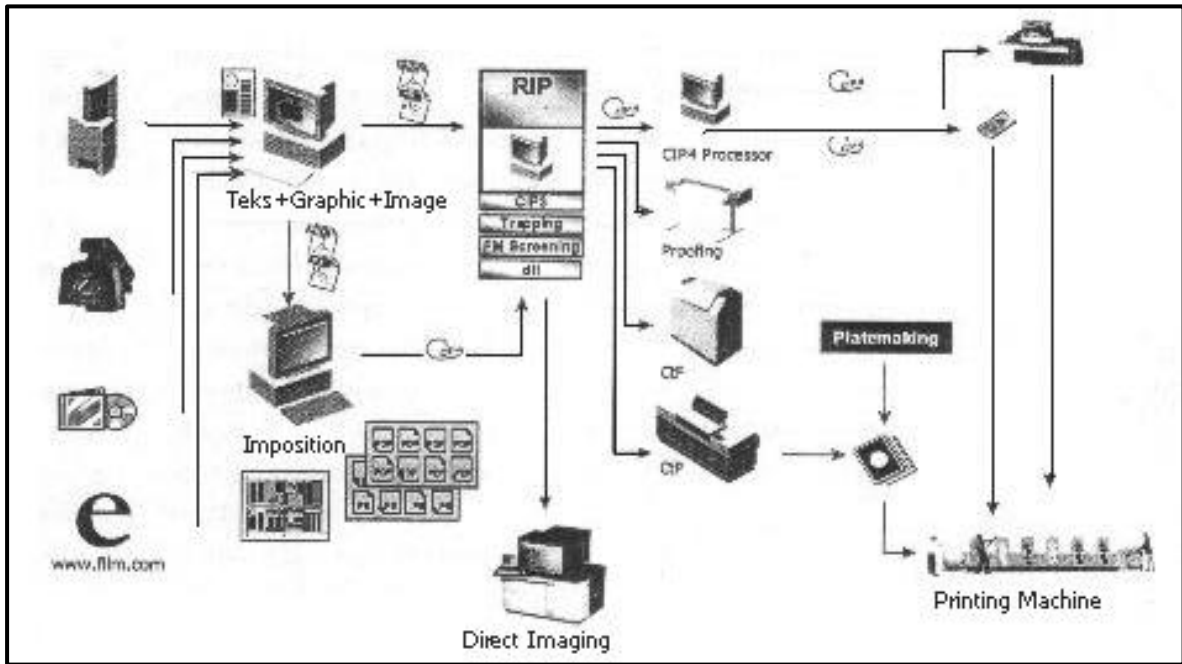 RIP
CIP4 Processor
Teks+Graphic+Image
CIP3
Trapping
FM Screening
dll
Proofing
CtF
Platemaking
Imposition
CtP
e
www.film.com
Printing Machine
Direct Imaging